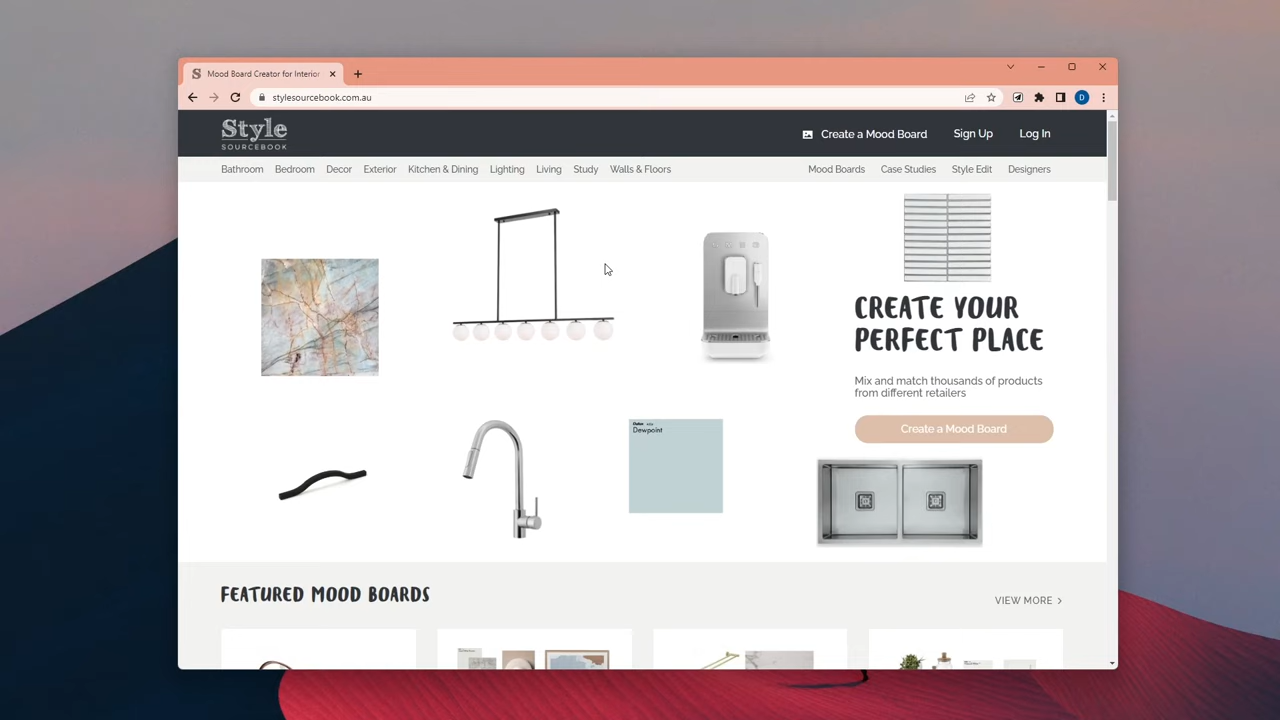 Mood Board Creator for Interior
stylesourcebook.com.au
D
Style
SOURCEBOOK
Create a Mood Board
Sign Up
Log In
Bathroom
Bedroom
Decor
Exterior
Kitchen & Dining
Lighting
Living
Study
Walls & Floors
Mood Boards
Case Studies
Style Edit
Designers
CREATE YOUR
PERFECT PLACE
Mix and match thousands of products
from different retailers
Create a Mood Board
Dewpoint
FEATURED MOOD BOARDS
VIEW MORE >